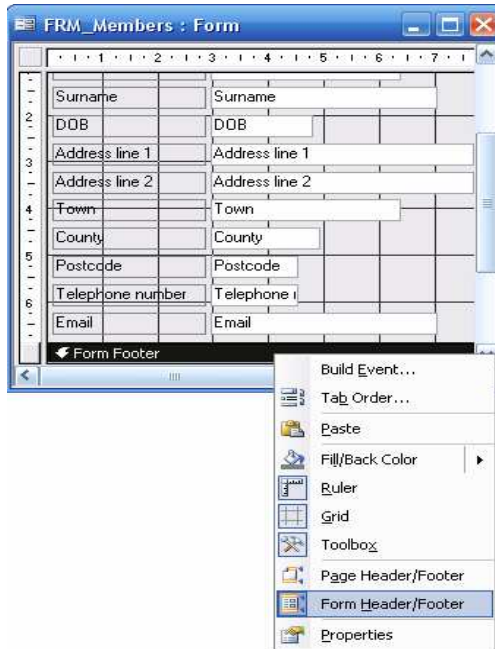 FRM_Members : Form
1 2 3 4 5 6 7
Surname Surname
2
DOB DOB
Address line 1 Address line 1
3
Address line 2 Address line 2
4
Town Town
County County
5
Postcode Postcode
Telephone number Telephone
6
Email Email
Form Footer
Build Event...
Tab Order...
Paste
Fill/Back Color
Ruler
Grid
Toolbox
Page Header/Footer
Form Header/Footer
Properties